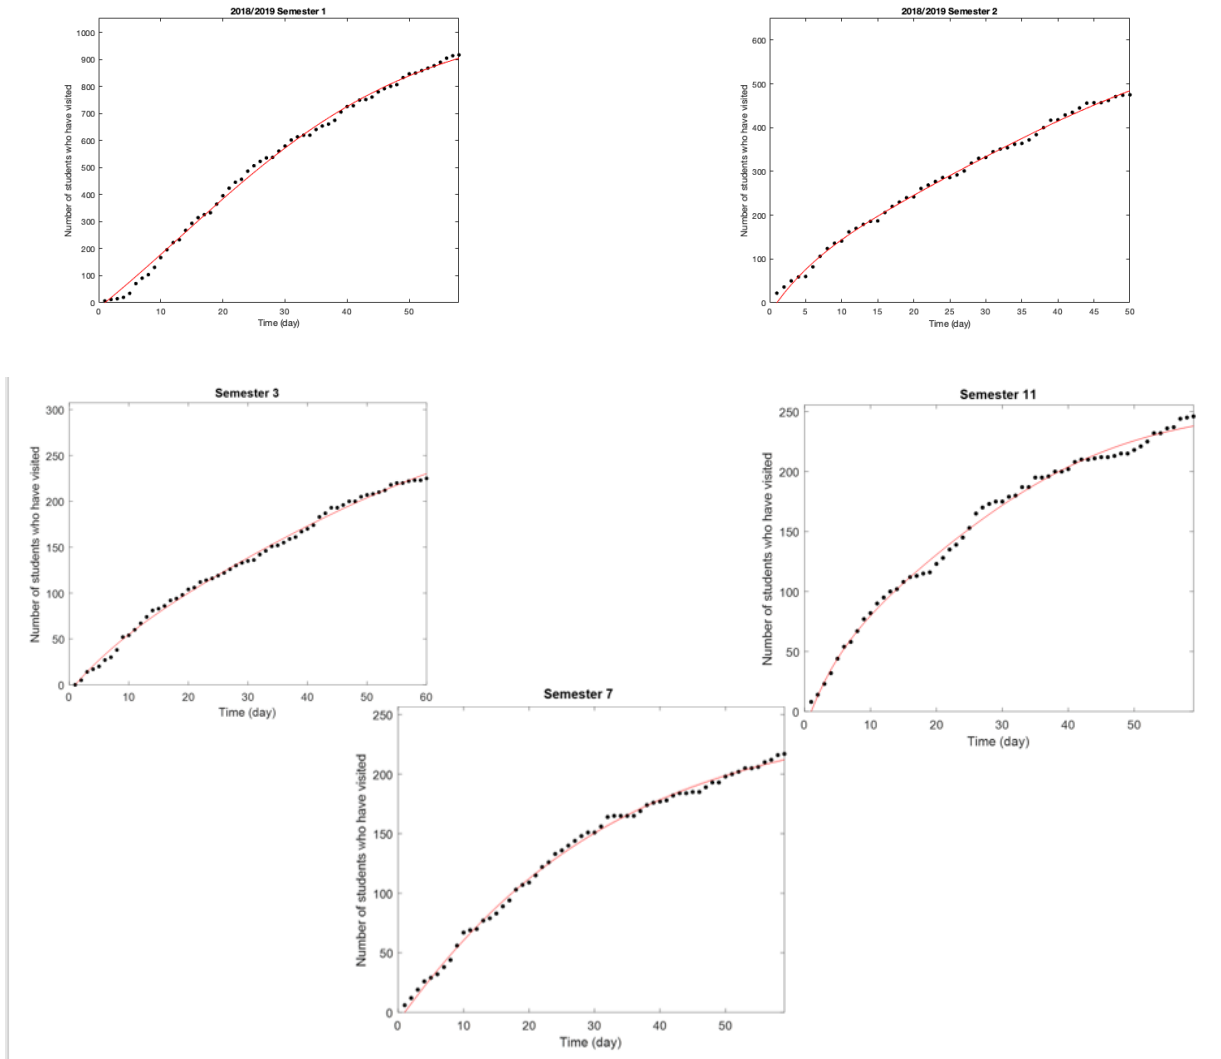 2018/2019 Semester 1
1000
900
800
700
600
500
400
300
200
100
0
Number of students who have visited
0 10 20 30 40 50
Time (day)
2018/2019 Semester 2
600
500
400
300
200
100
0
Number of students who have visited
0 5 10 15 20 25 30 35 40 45 50
Time (day)
Semester 3
300
250
200
150
100
50
0
Number of students who have visited
0 10 20 30 40 50 60
Time (day)
Semester 11
250
200
150
100
50
0
Number of students who have visited
0 10 20 30 40 50
Time (day)
Semester 7
250
200
150
100
50
0
Number of students who have visited
0 10 20 30 40 50
Time (day)